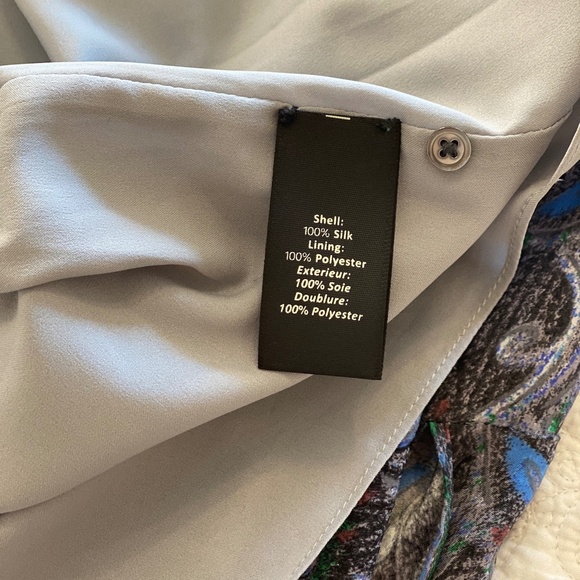 Shell:
100% Silk
Lining:
100% Polyester
Exterieur:
100% Soie
Doublure:
100% Polyester